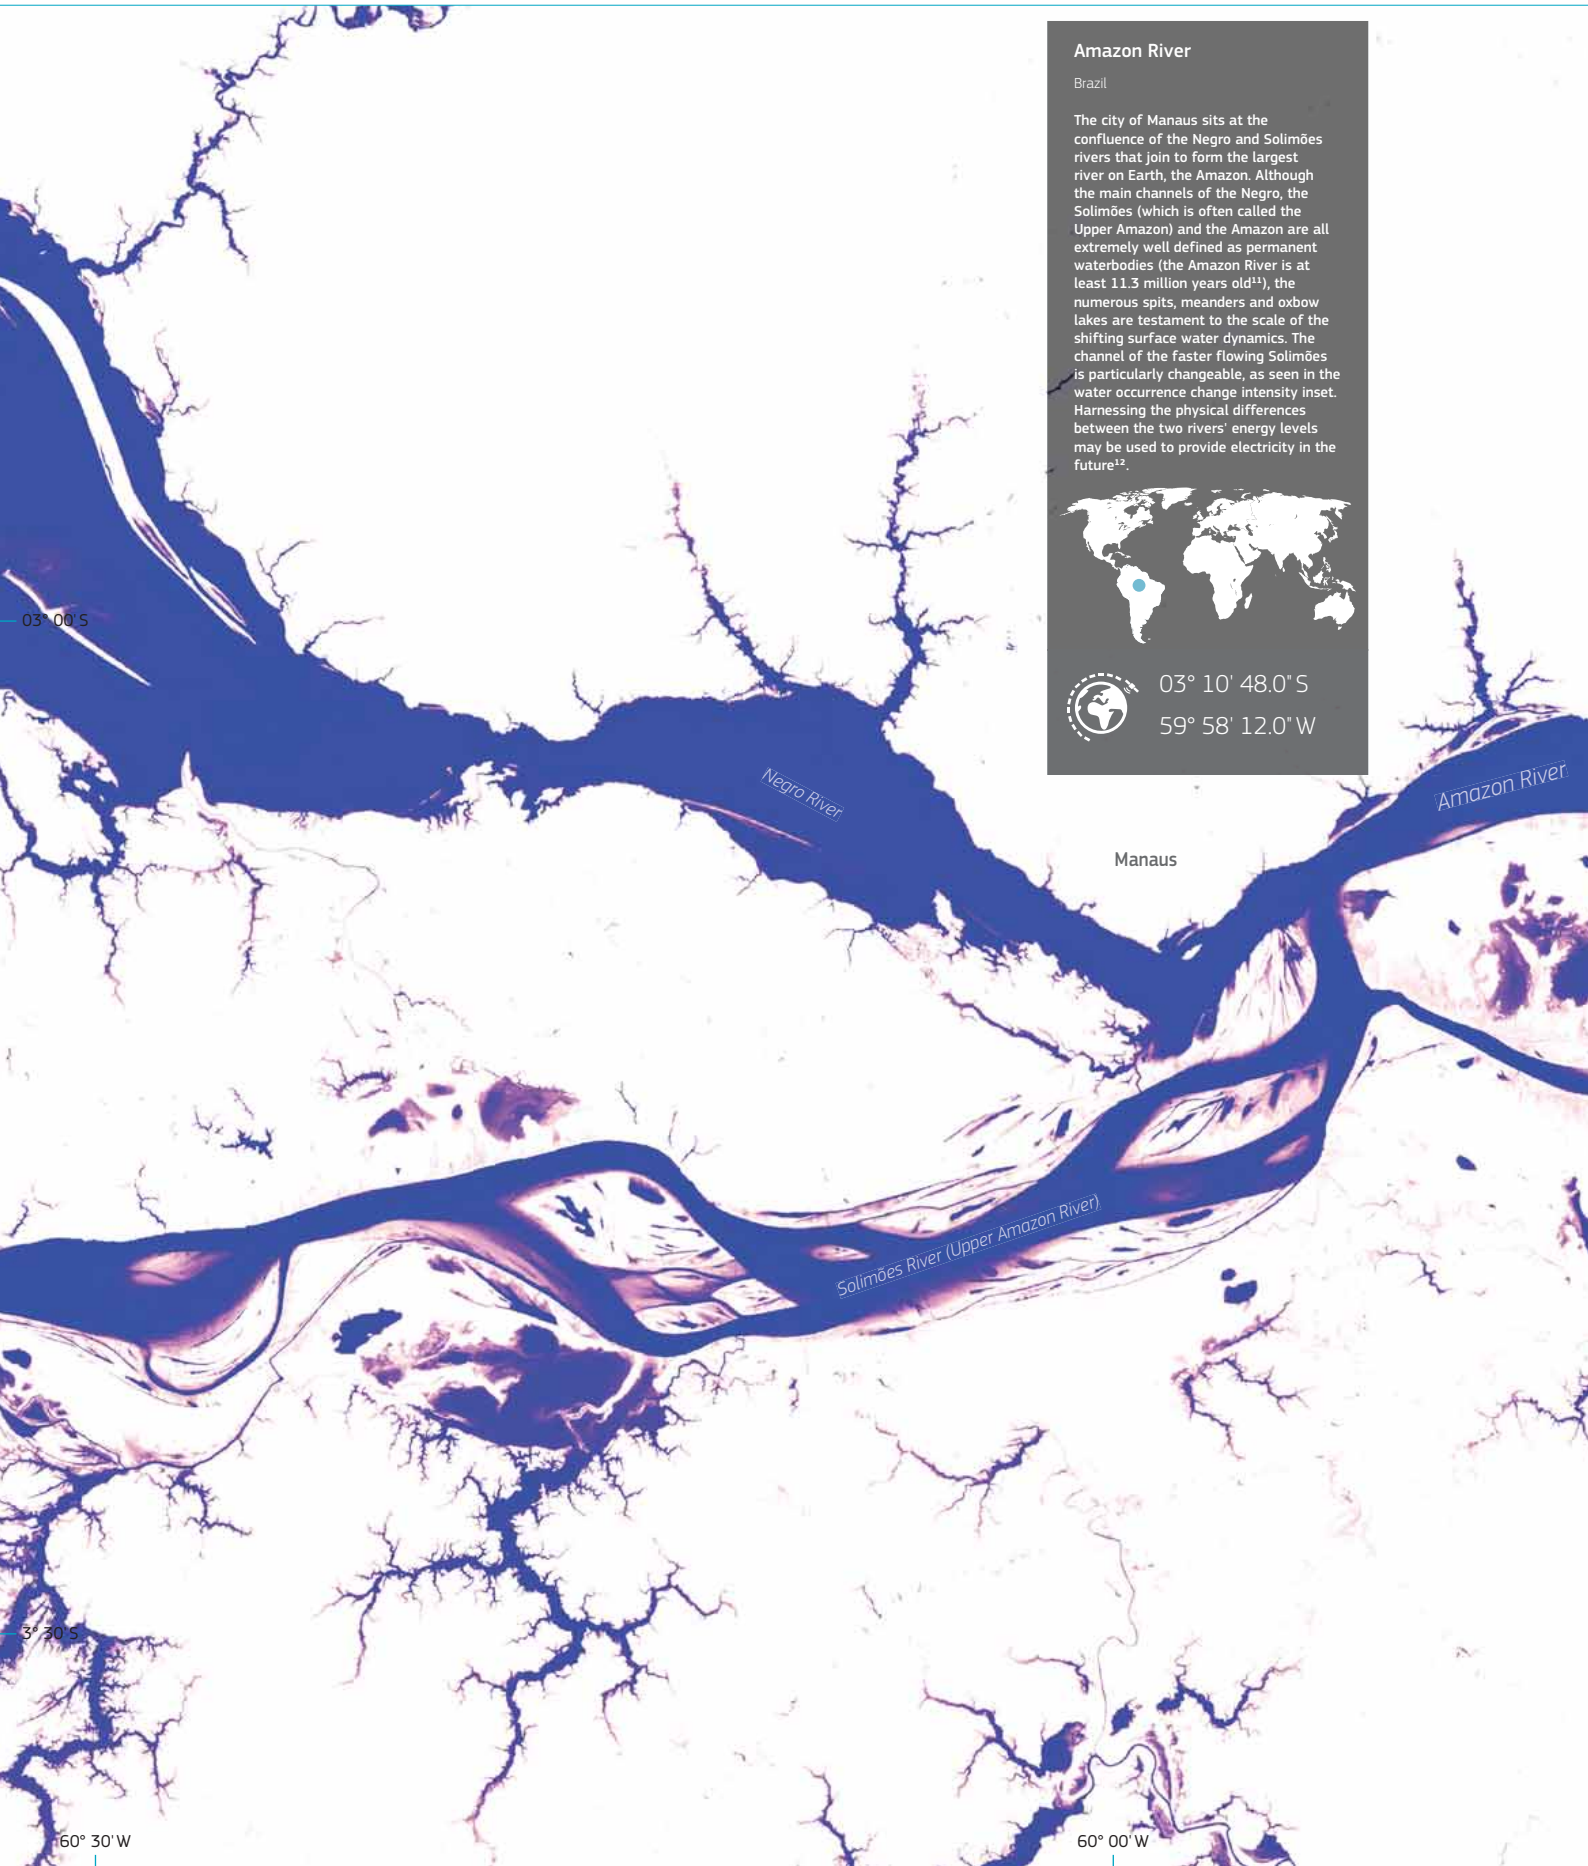 Amazon River
Brazil
The city of Manaus sits at the
confluence of the Negro and Solimões
rivers that join to form the largest
river on Earth, the Amazon. Although
the main channels of the Negro, the
Solimões (which is often called the
Upper Amazon) and the Amazon are all
extremely well defined as permanent
waterbodies (the Amazon River is at
least 11.3 million years old¹¹), the
numerous spits, meanders and oxbow
lakes are testament to the scale of the
shifting surface water dynamics. The
channel of the faster flowing Solimões
is particularly changeable, as seen in the
water occurrence change intensity inset.
Harnessing the physical differences
between the two rivers' energy levels
may be used to provide electricity in the
future¹².
03° 10' 48.0" S
59° 58' 12.0" W
03° 00' S
Negro River
Amazon River
Manaus
Solimões River (Upper Amazon River)
3° 30' S
60° 30' W
60° 00' W